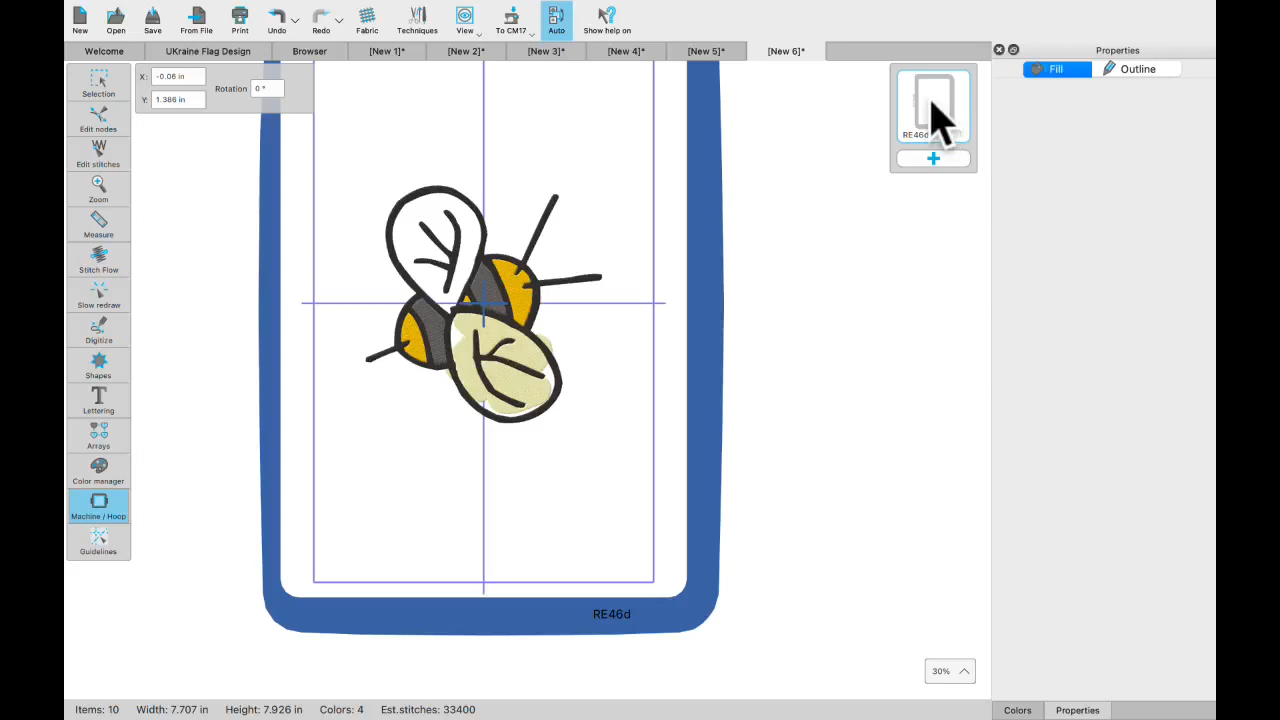 New Open Save From File Print Undo Redo Fabric Techniques View To CM17 Auto Show help on
Welcome UKraine Flag Design Browser [New 1]* [New 2]* [New 3]* [New 4]* [New 5]* [New 6]* Properties
Fill Outline
X: -0.06 in
Y: 1.386 in
Rotation 0 °
Selection
Edit nodes
Edit stitches
Zoom
Measure
Stitch Flow
Slow redraw
Digitize
Shapes
Lettering
Arrays
Color manager
Machine / Hoop
Guidelines
RE46d
30%
Items: 10 Width: 7.707 in Height: 7.926 in Colors: 4 Est.stitches: 33400
Colors Properties